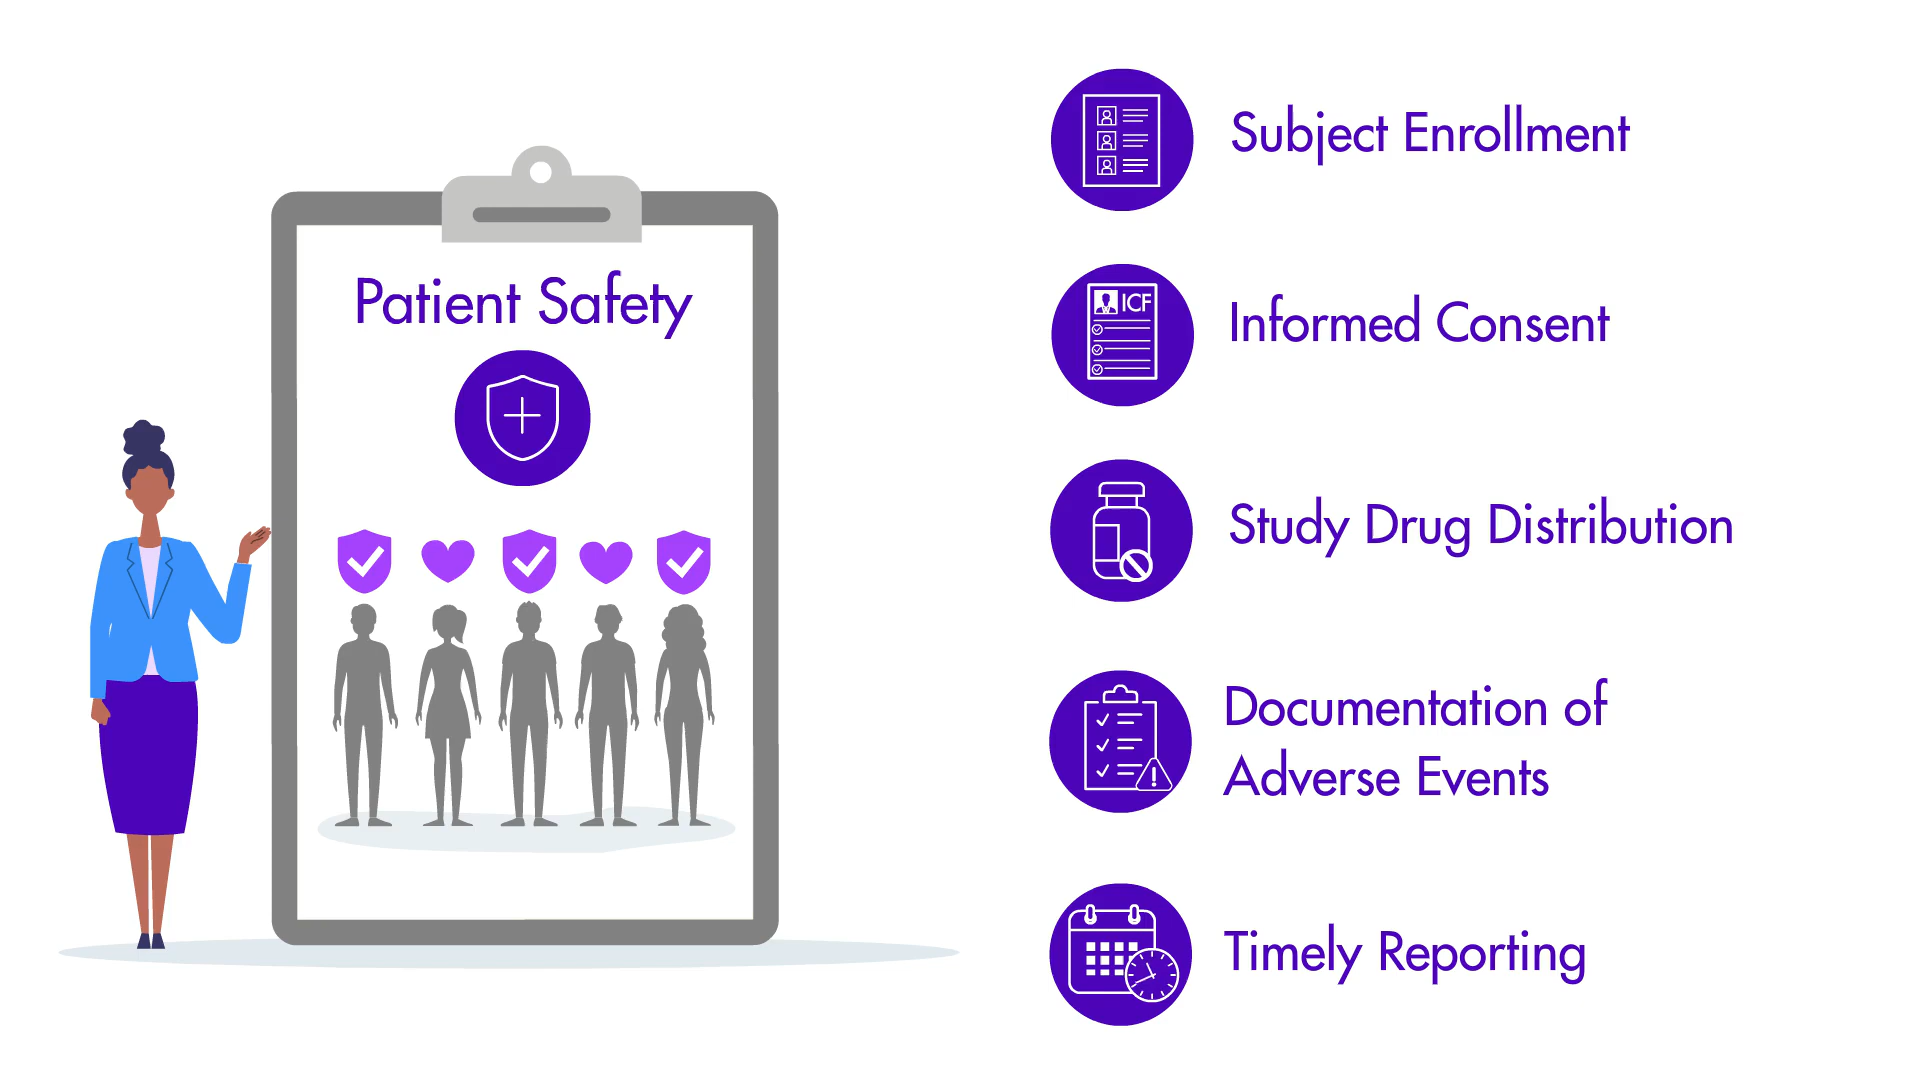 Patient Safety
Subject Enrollment
ICF
Informed Consent
Study Drug Distribution
Documentation of
Adverse Events
Timely Reporting